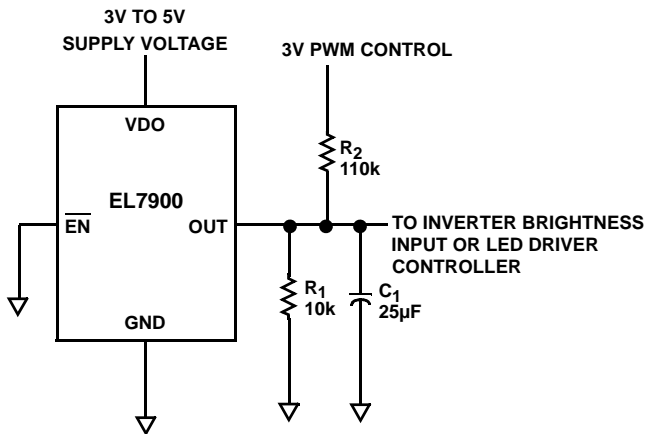 3V TO 5V
SUPPLY VOLTAGE
3V PWM CONTROL
VDO
R2
110k
EL7900
EN
OUT
TO INVERTER BRIGHTNESS
INPUT OR LED DRIVER
CONTROLLER
R1
10k
C1
25µF
GND